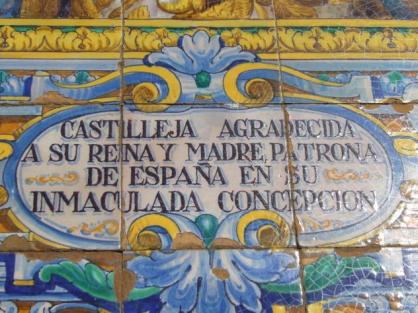 CASTILLEJA AGRADECIDA
A SU REINA Y MADRE, PATRONA
DE ESPAÑA EN SU
INMACULADA CONCEPCION